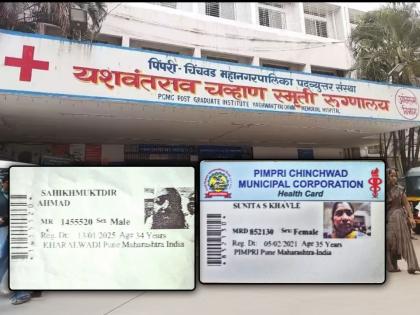 पिंपरी - चिंचवड महानगरपालिका पदव्युत्तर संस्था
यशवंतराव चव्हाण स्मृती रुग्णालय
PCMC POST GRADUATE INSTITUTE YASHWANTRAO CHAVAN MEMORIAL HOSPITAL
SAHIKHMUKTDIR
AHMAD
MR 1455520 Sex: Male
Reg. Dt: 13/01/2025 Age 34 Years
KHARALWADI Pune Maharashtra-India
PIMPRI CHINCHWAD
MUNICIPAL CORPORATION
Health Card
SUNITA S KHAVLE
MRD 852130 Sex: Female
Reg. Dt: 05/02/2021 Age 35 Years
PIMPRI Pune Maharashtra-India